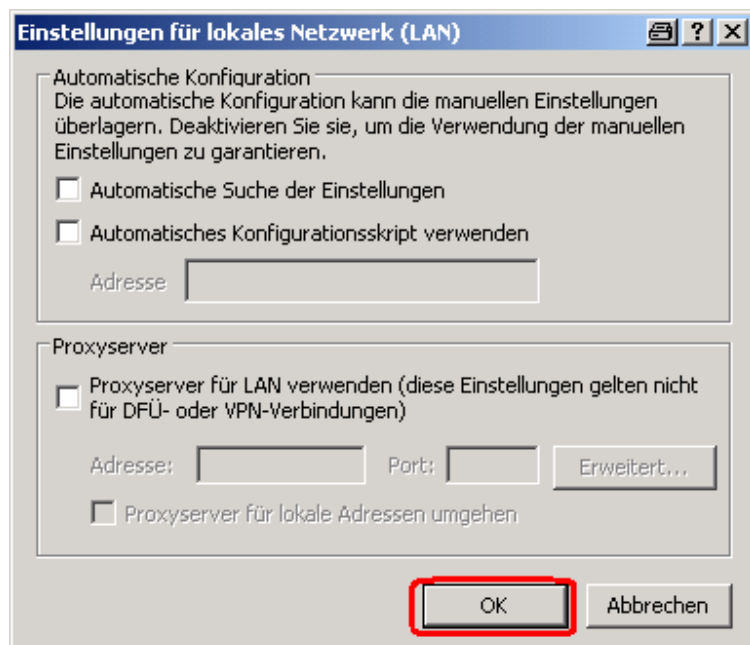 Einstellungen für lokales Netzwerk (LAN)
Automatische Konfiguration
Die automatische Konfiguration kann die manuellen Einstellungen
überlagern. Deaktivieren Sie sie, um die Verwendung der manuellen
Einstellungen zu garantieren.
Automatische Suche der Einstellungen
Automatisches Konfigurationsskript verwenden
Adresse
Proxyserver
Proxyserver für LAN verwenden (diese Einstellungen gelten nicht
für DFÜ- oder VPN-Verbindungen)
Adresse: Port: Erweitert...
Proxyserver für lokale Adressen umgehen
OK Abbrechen